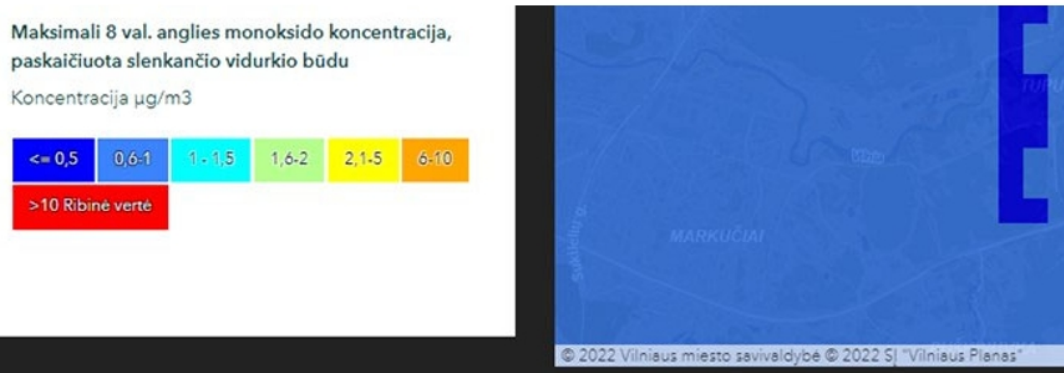 Maksimali 8 val. anglies monoksido koncentracija,
paskaičiuota slenkančio vidurkio būdu
Koncentracija µg/m3
<= 0,5
0,6-1
1 - 1,5
1,6-2
2,1-5
6-10
>10 Ribinė vertė
MARKUČIAI
© 2022 Vilniaus miesto savivaldybė © 2022 SĮ "Vilniaus Planas"